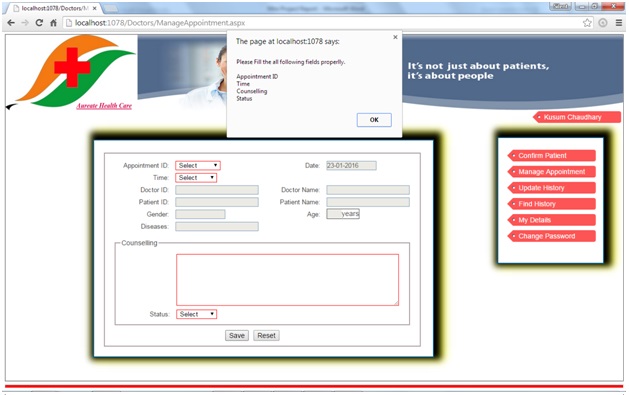 localhost:1078/Doctors/M
localhost:1078/Doctors/ManageAppointment.aspx
The page at localhost:1078 says:
Please Fill the all following fields properlly.
Appointment ID
Time
Counselling
Status
OK
Aureate Health Care
It's not just about patients,
it's about people
Kusum Chaudhary
Appointment ID: Select Date: 23-01-2016
Time: Select
Doctor ID: Doctor Name:
Patient ID: Patient Name:
Gender: Age: years
Diseases:
Counselling
Status: Select
Save Reset
Confirm Patient
Manage Appointment
Update History
Find History
My Details
Change Password